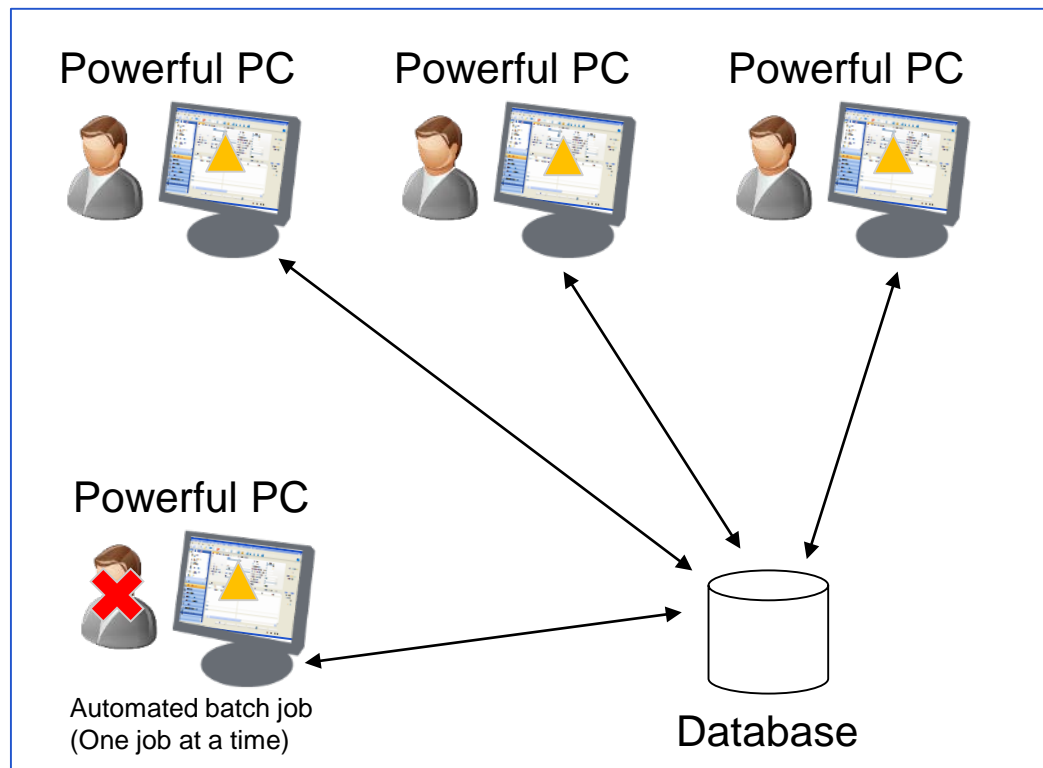 Powerful PC
Powerful PC
Powerful PC
Powerful PC
Automated batch job
(One job at a time)
Database